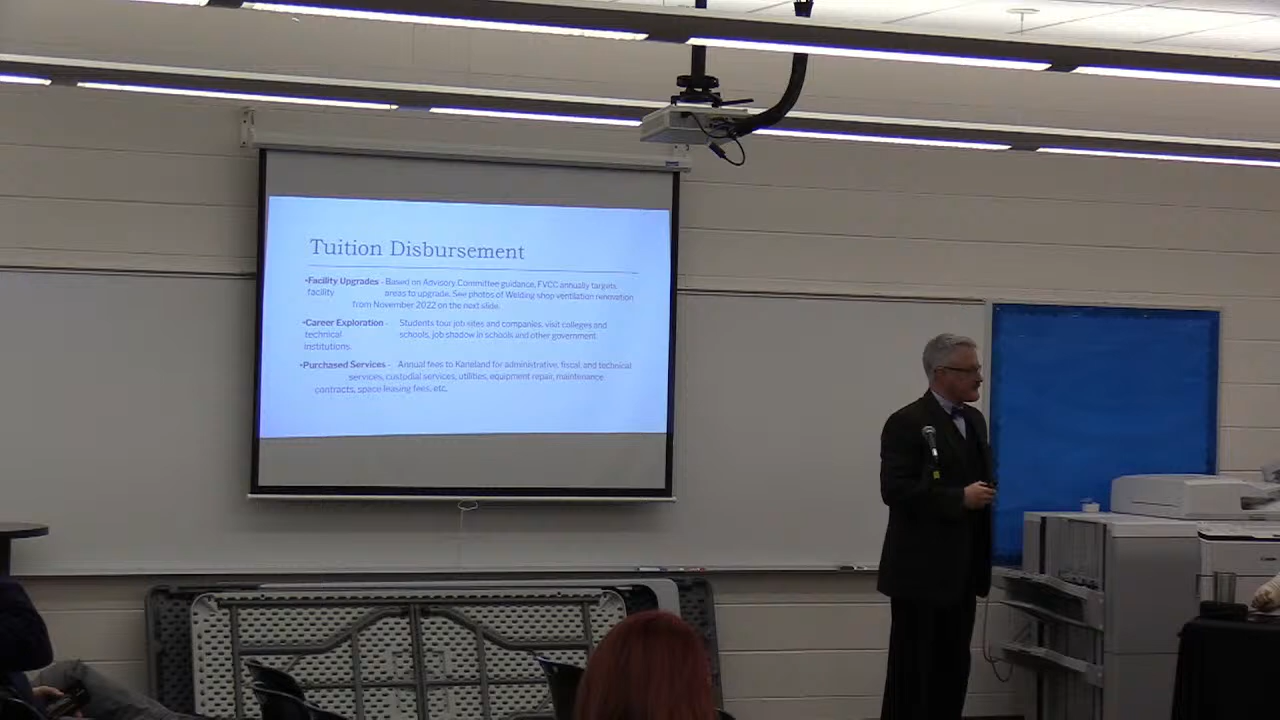 Tuition Disbursement
•Facility Upgrades - Based on Advisory Committee guidance, FVCC annually targets
facility areas to upgrade. See photos of Welding shop ventilation renovation
from November 2022 on the next slide.
•Career Exploration - Students tour job sites and companies, visit colleges and
technical schools, job shadow in schools and other government
institutions.
•Purchased Services - Annual fees to Kaneland for administrative, fiscal, and technical
services, custodial services, utilities, equipment repair, maintenance
contracts, space leasing fees, etc.